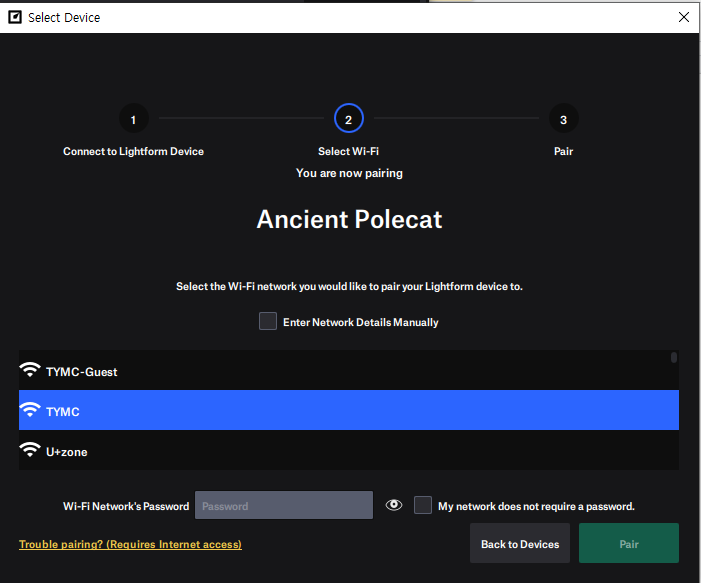 Select Device
1
2
3
Connect to Lightform Device
Select Wi-Fi
Pair
You are now pairing
Ancient Polecat
Select the Wi-Fi network you would like to pair your Lightform device to.
Enter Network Details Manually
TYMC-Guest
TYMC
U+zone
Wi-Fi Network's Password
Password
My network does not require a password.
Trouble pairing? (Requires Internet access)
Back to Devices
Pair